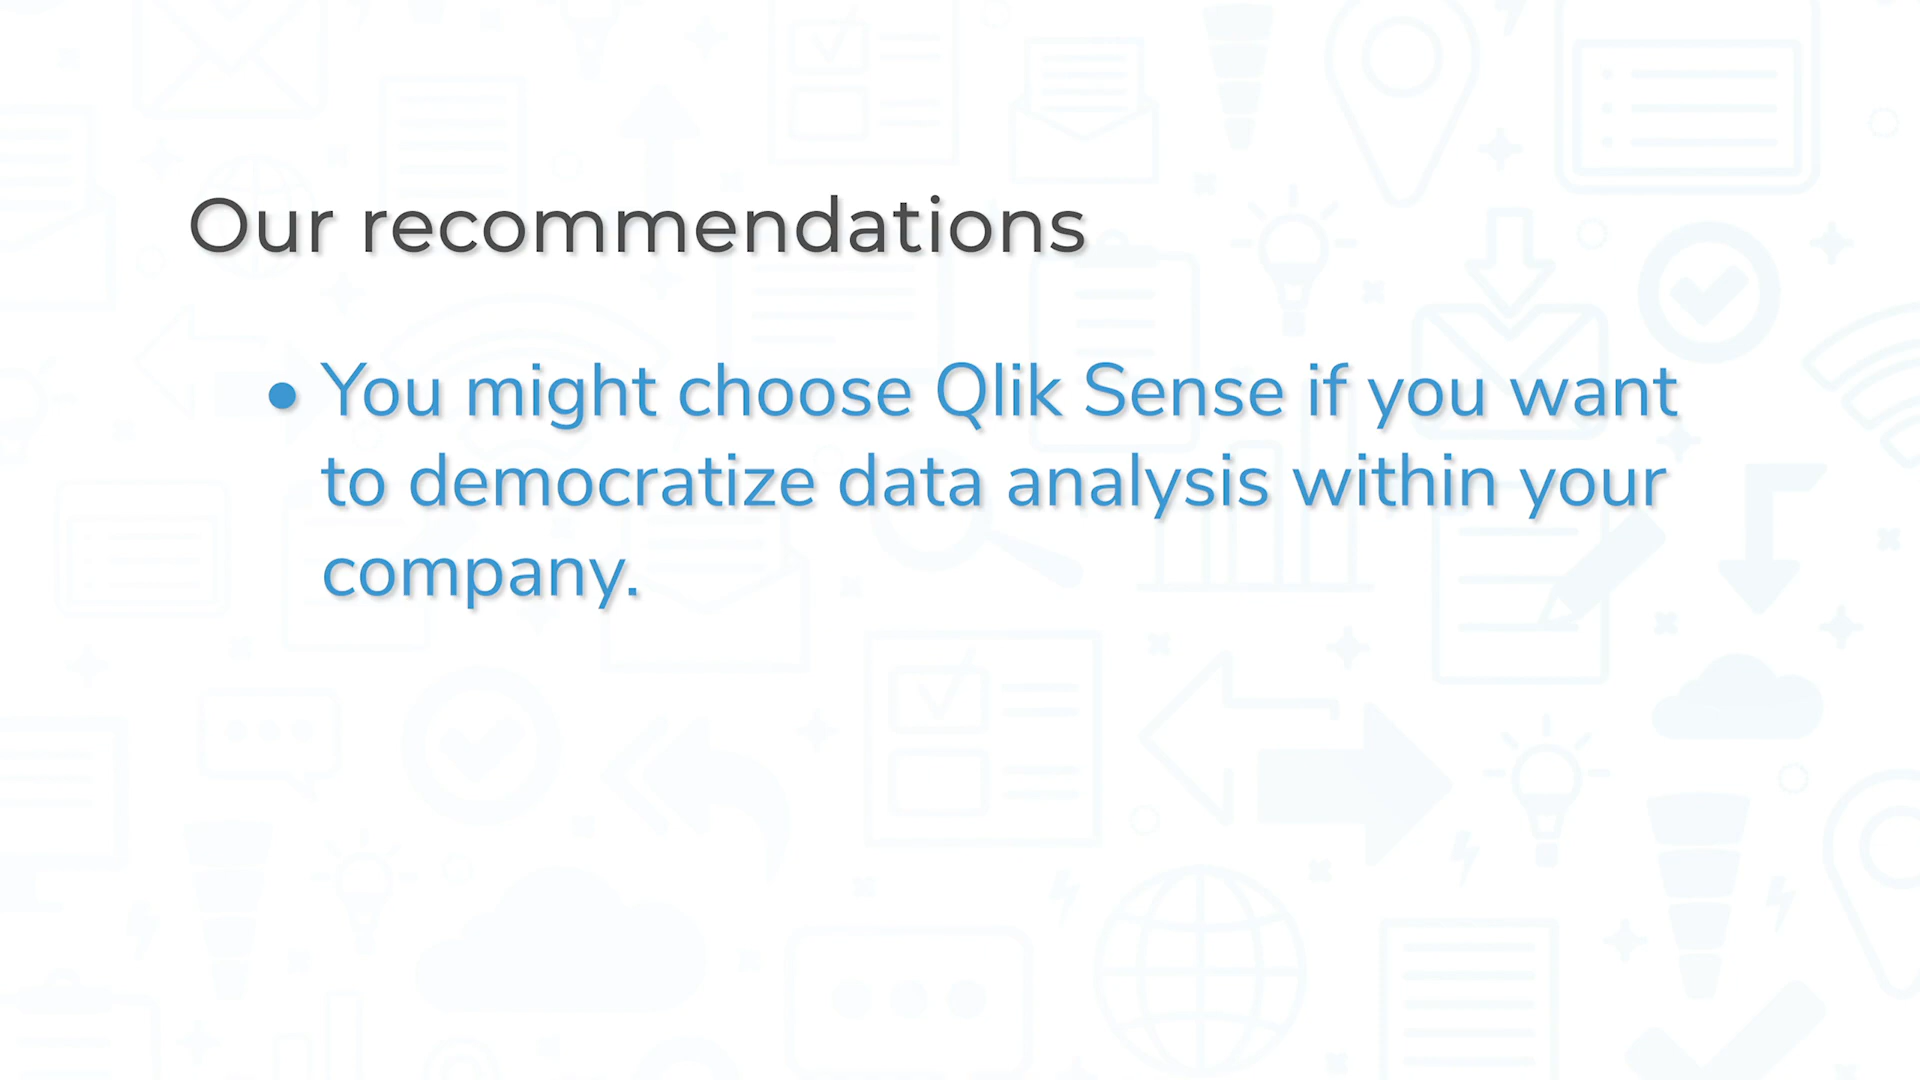 Our recommendations
• You might choose Qlik Sense if you want
to democratize data analysis within your
company.